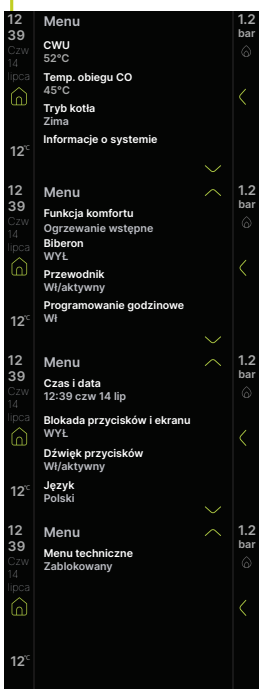 12
39
Czw
14
lipca
12°C
Menu
CWU
52°C
Temp. obiegu CO
45°C
Tryb kotła
Zima
Informacje o systemie
1.2
bar
12
39
Czw
14
lipca
12°C
Menu
Funkcja komfortu
Ogrzewanie wstępne
Biberon
WYŁ
Przewodnik
Wł/aktywny
Programowanie godzinowe
Wł
1.2
bar
12
39
Czw
14
lipca
12°C
Menu
Czas i data
12:39 czw 14 lip
Blokada przycisków i ekranu
WYŁ
Dźwięk przycisków
Wł/aktywny
Język
Polski
1.2
bar
12
39
Czw
14
lipca
12°C
Menu
Menu techniczne
Zablokowany
1.2
bar